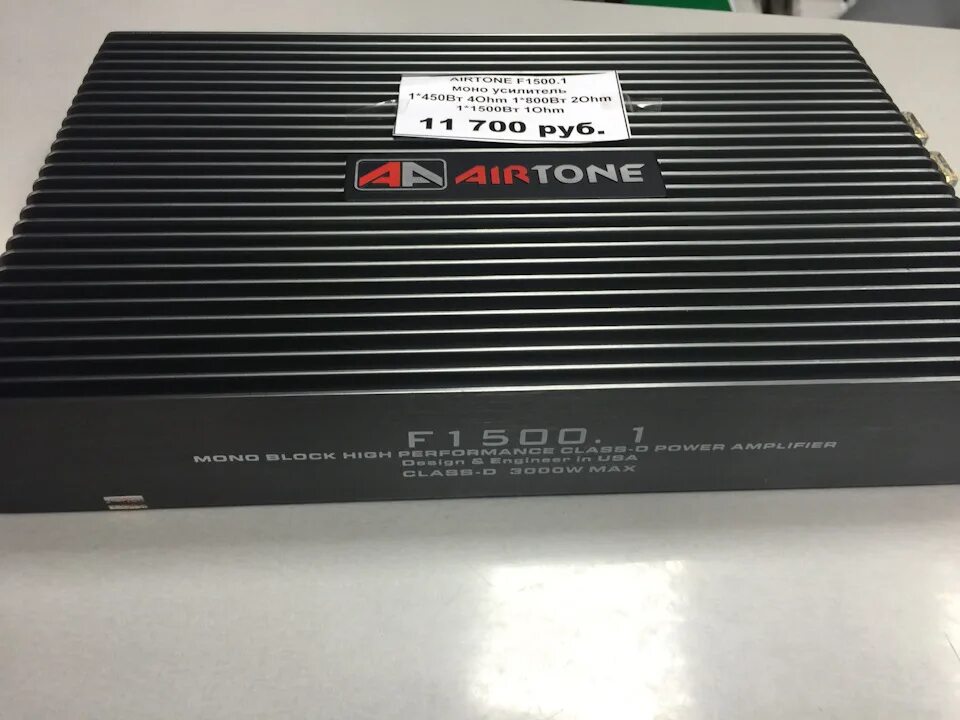 AIRTONE F1500.1
моно усилитель
1*450Вт 4Ohm 1*800Вт 2Ohm
1*1500Вт 1Ohm
11 700 руб.
AIRTONE
F1500.1
MONO BLOCK HIGH PERFORMANCE CLASS-D POWER AMPLIFIER
Design & Engineer in USA
CLASS-D 3000W MAX